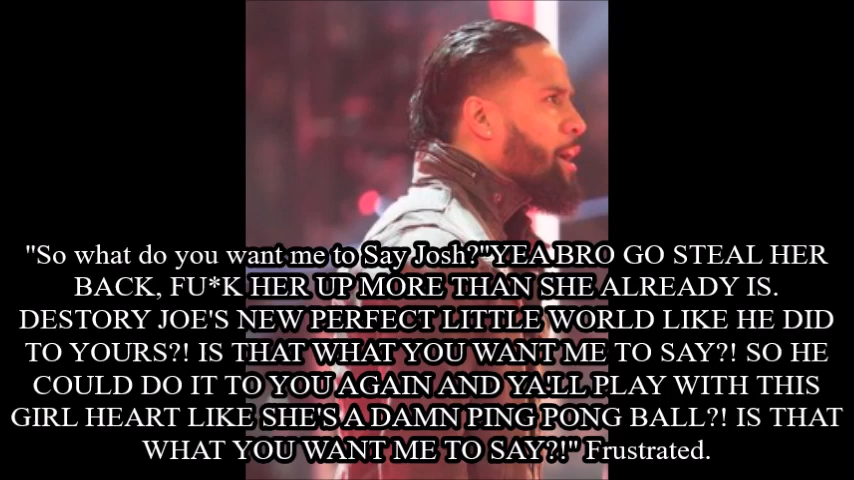 "So what do you want me to Say Josh?"YEA BRO GO STEAL HER
BACK, FU*K HER UP MORE THAN SHE ALREADY IS.
DESTORY JOE'S NEW PERFECT LITTLE WORLD LIKE HE DID
TO YOURS?! IS THAT WHAT YOU WANT ME TO SAY?! SO HE
COULD DO IT TO YOU AGAIN AND YA'LL PLAY WITH THIS
GIRL HEART LIKE SHE'S A DAMN PING PONG BALL?! IS THAT
WHAT YOU WANT ME TO SAY?!" Frustrated.